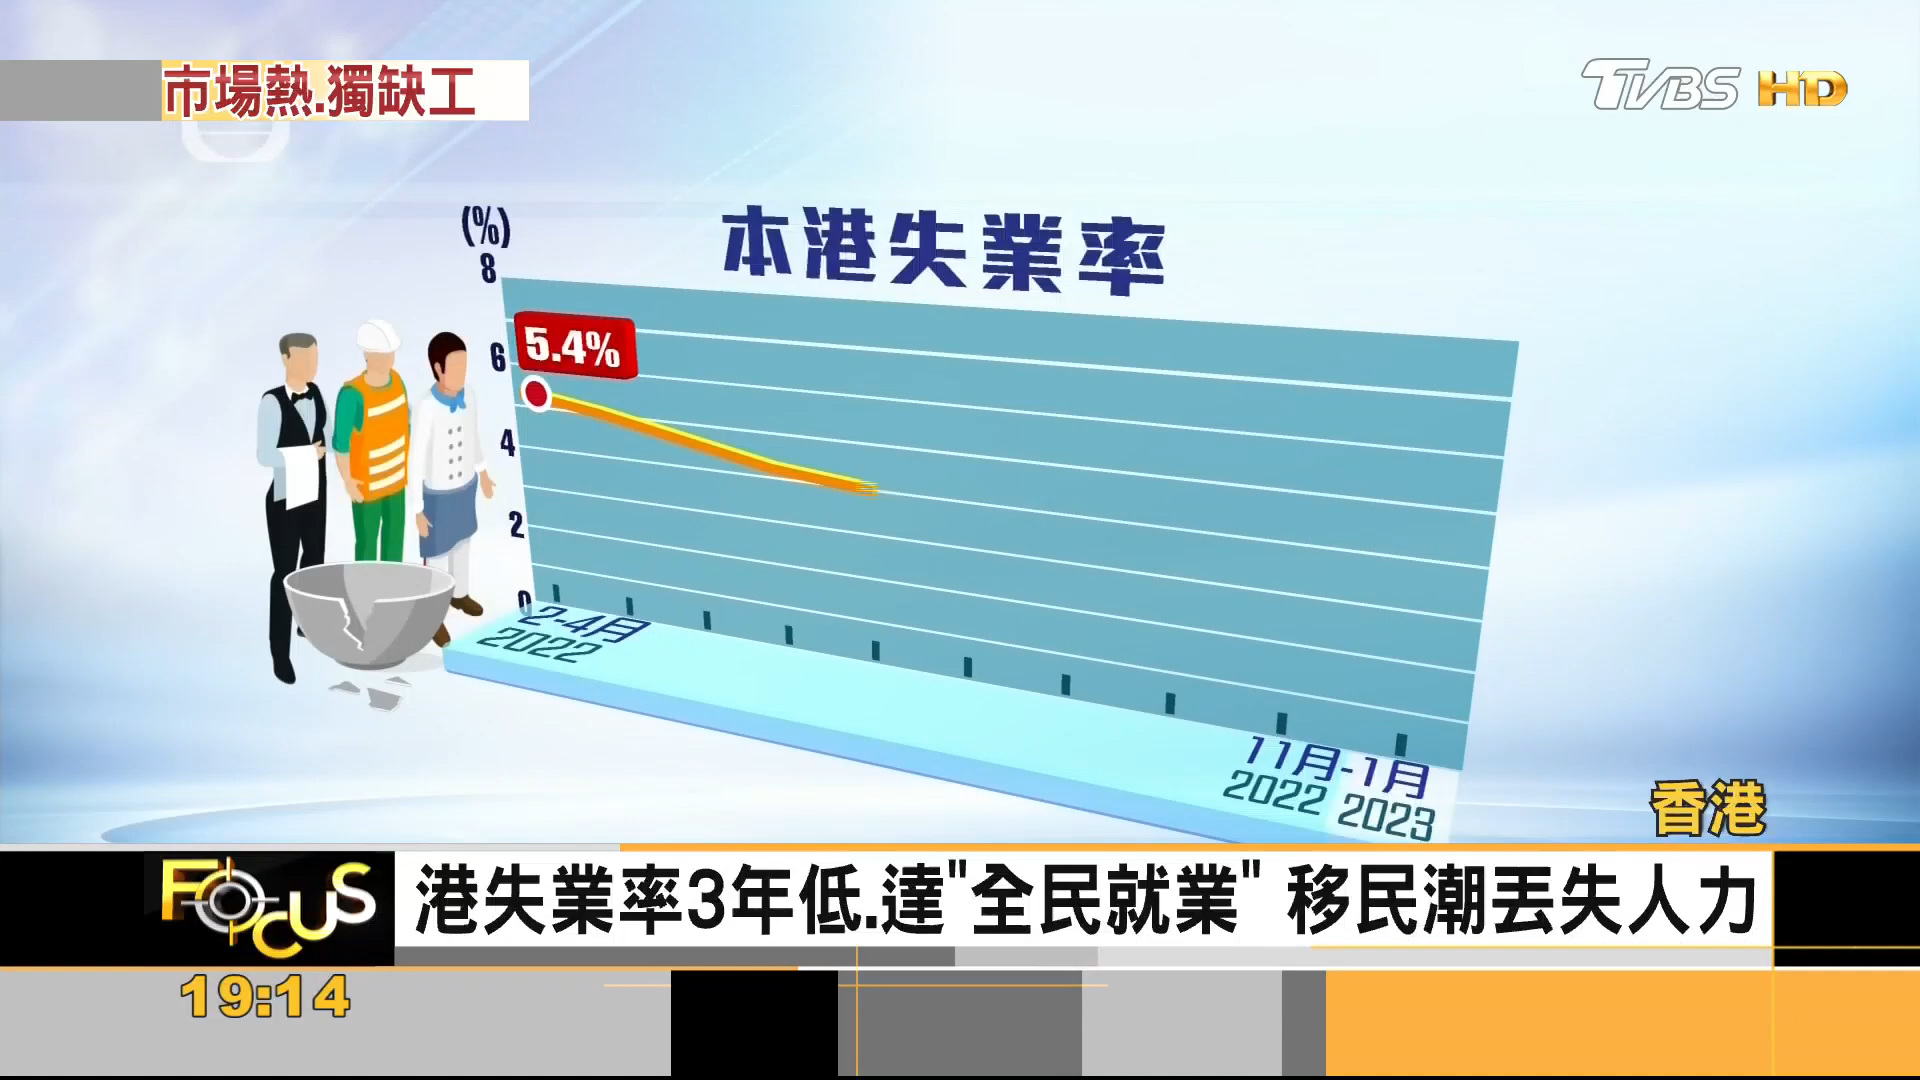 市場熱.獨缺工
TVBS HD
本港失業率
(%)
8
6
4
2
0
5.4%
2-4月
2022
11月-1月
2022 2023
香港
FOCUS
港失業率3年低.達"全民就業" 移民潮丟失人力
19:14